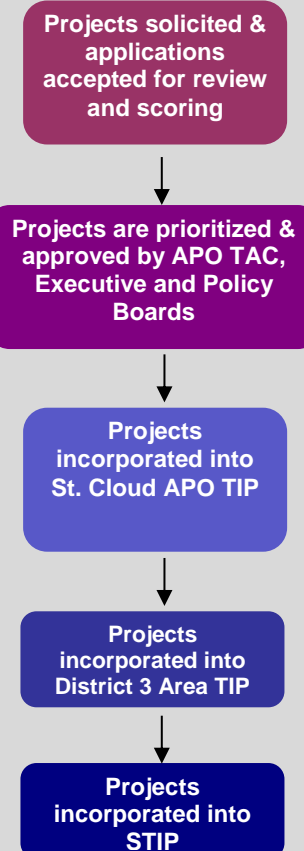 Projects solicited &
applications
accepted for review
and scoring
Projects are prioritized &
approved by APO TAC,
Executive and Policy
Boards
Projects
incorporated into
St. Cloud APO TIP
Projects
incorporated into
District 3 Area TIP
Projects
incorporated into
STIP